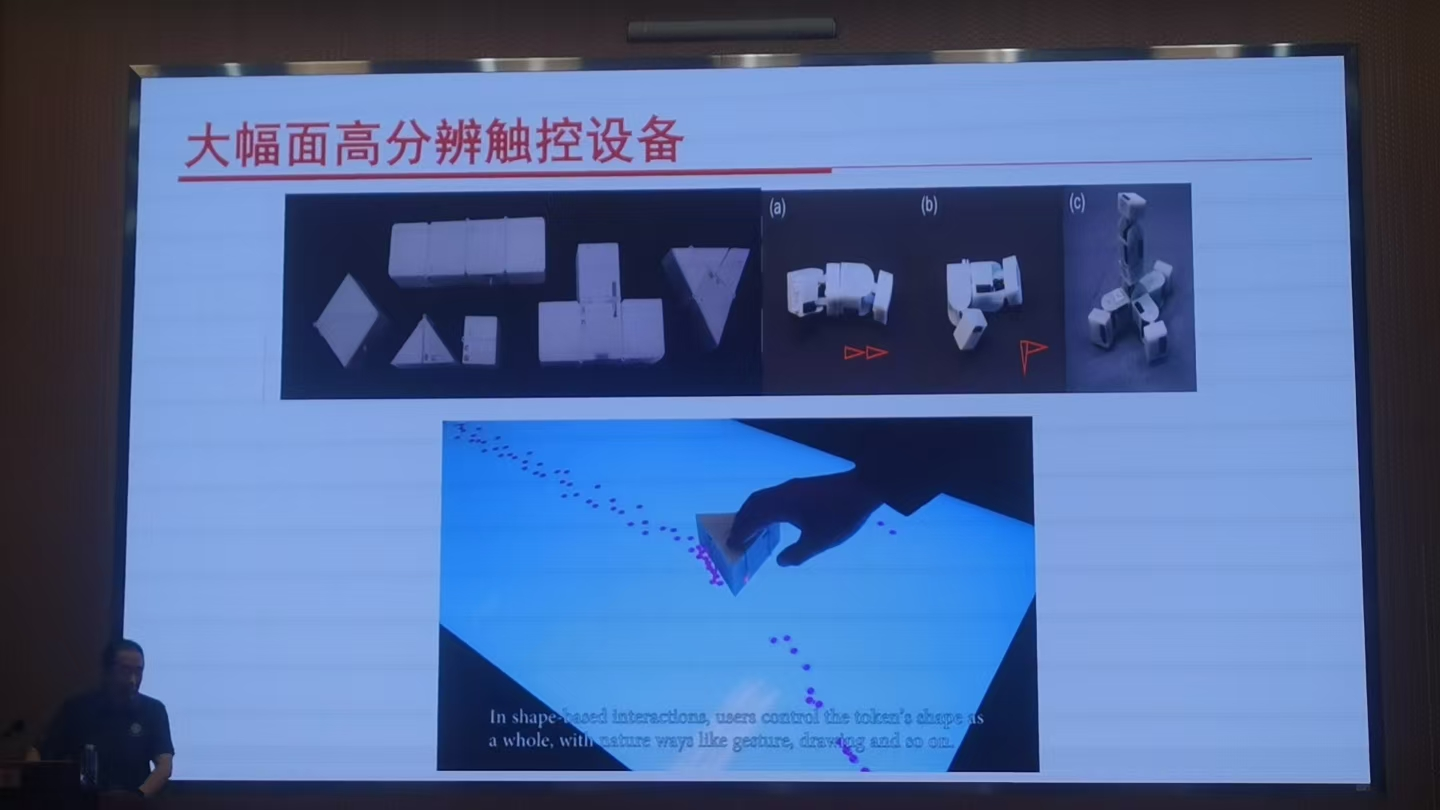 大幅面高分辨触控设备
(a)
(b)
(c)
In shape-based interactions, users control the token's shape as
a whole, with nature ways like gesture, drawing and so on.